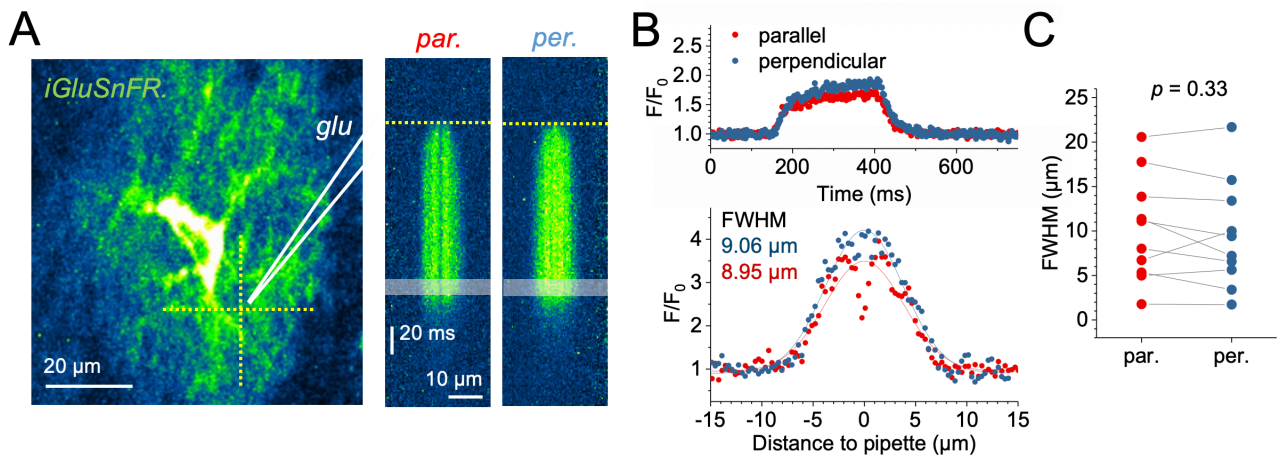 A
iGluSnFR.
glu
20 µm
par.
per.
20 ms
10 µm
B
parallel
perpendicular
F/F0
2.5
2.0
1.5
1.0
0
200
400
600
Time (ms)
FWHM
9.06 µm
8.95 µm
F/F0
4
3
2
1
-15
-10
-5
0
5
10
15
Distance to pipette (µm)
C
p = 0.33
FWHM (µm)
25
20
15
10
5
0
par.
per.